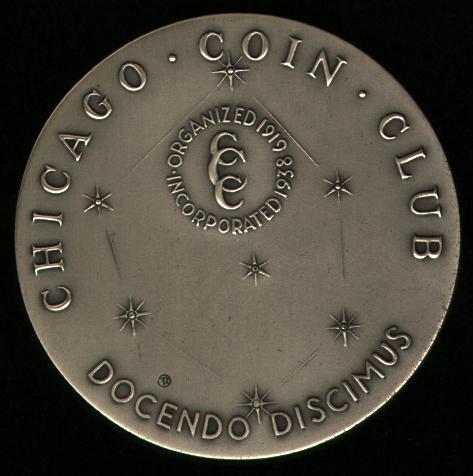 CHICAGO · COIN · CLUB
· ORGANIZED 1919
INCORPORATED 1938
CCC
DOCENDO DISCIMUS